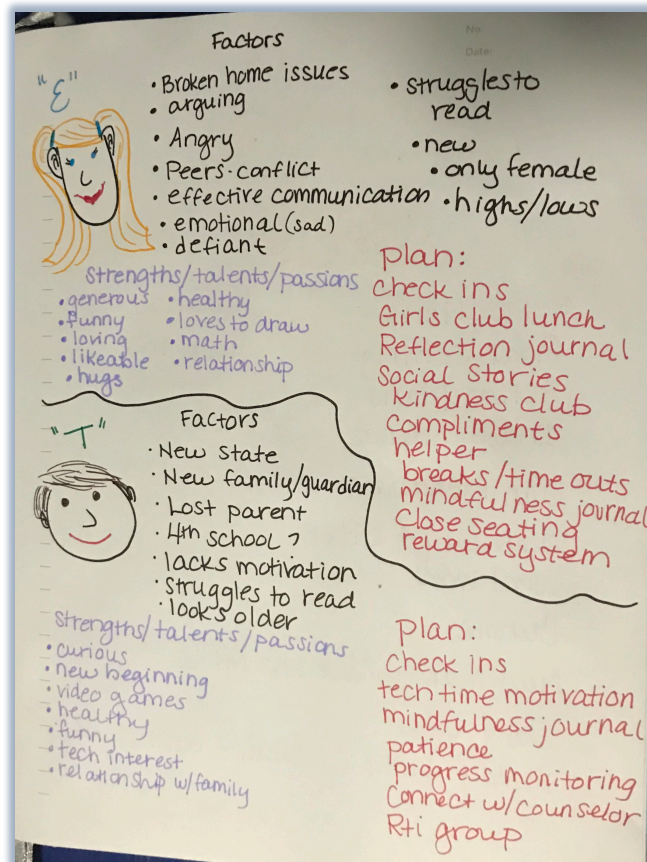 No.
Date.
Factors
"E"
• Broken home issues
• arguing
• Angry
• Peers-conflict
• effective communication
• emotional (sad)
• defiant
• struggles to
read
• new
• only female
• highs/lows
Strengths/talents/passions
• generous
• funny
• loving
• likeable
• hugs
• healthy
• loves to draw
• math
• relationship
plan:
check ins
Girls club lunch
Reflection journal
Social Stories
kindness club
compliments
helper
breaks/time outs
mindfulness journal
Close seating
reward system
"T"
Factors
• New state
• New family/guardian
• Lost parent
• 4th school ?
• lacks motivation
• Struggles to read
• looks older
Strengths/talents/passions
• curious
• new beginning
• video games
• healthy
• funny
• tech interest
• relationship w/family
plan:
check ins
tech time motivation
mindfulness journal
patience
progress monitoring
Connect w/counselor
Rti group